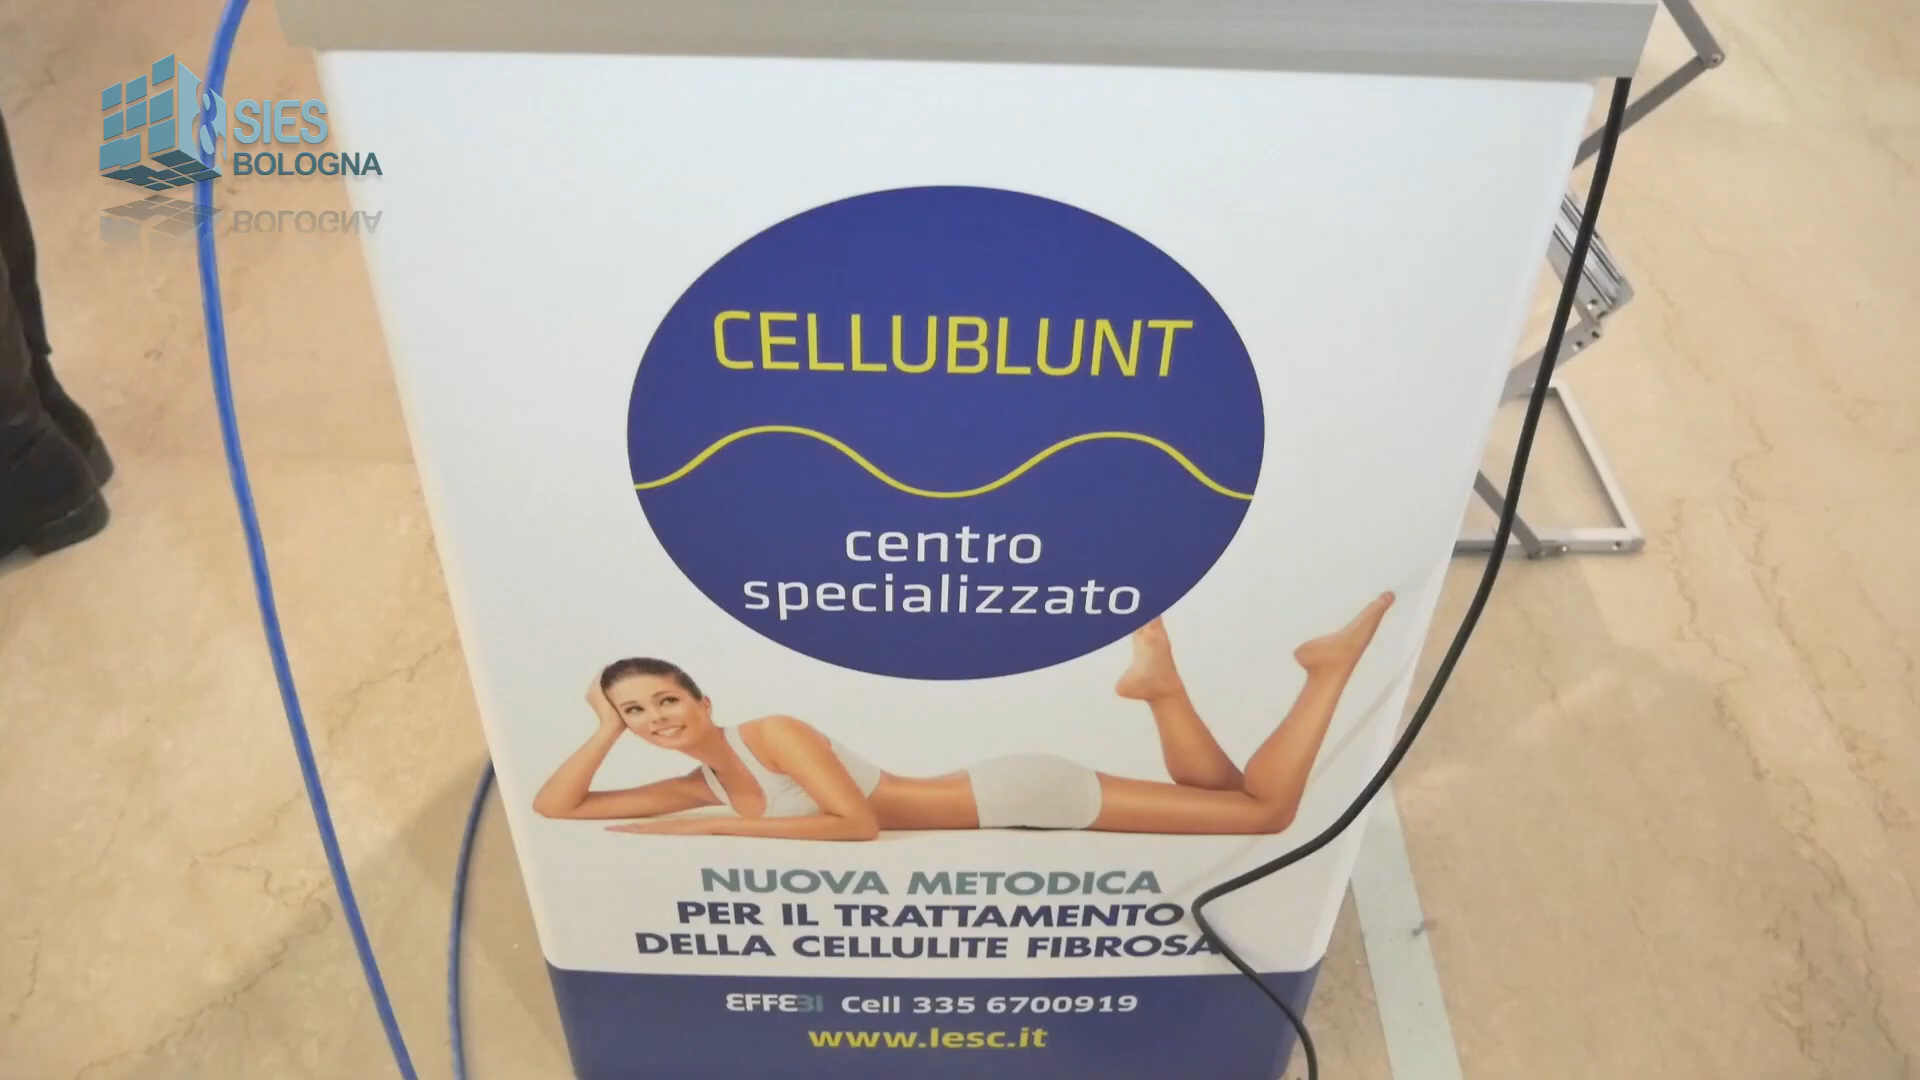 SIES
BOLOGNA
CELLUBLUNT
centro
specializzato
NUOVA METODICA
PER IL TRATTAMENTO
DELLA CELLULITE FIBROSA
EFFEBI Cell 335 6700919
www.lesc.it